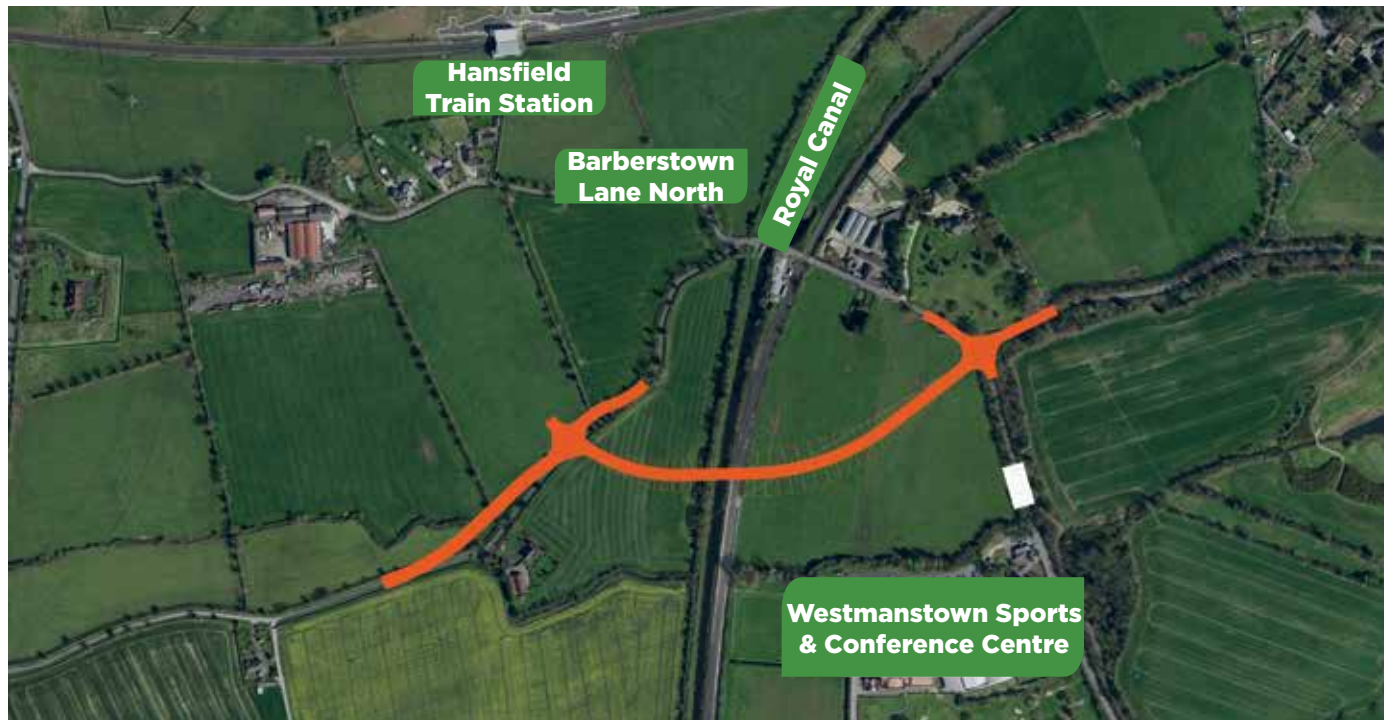 Hansfield
Train Station
Barberstown
Lane North
Royal Canal
Westmanstown Sports
& Conference Centre